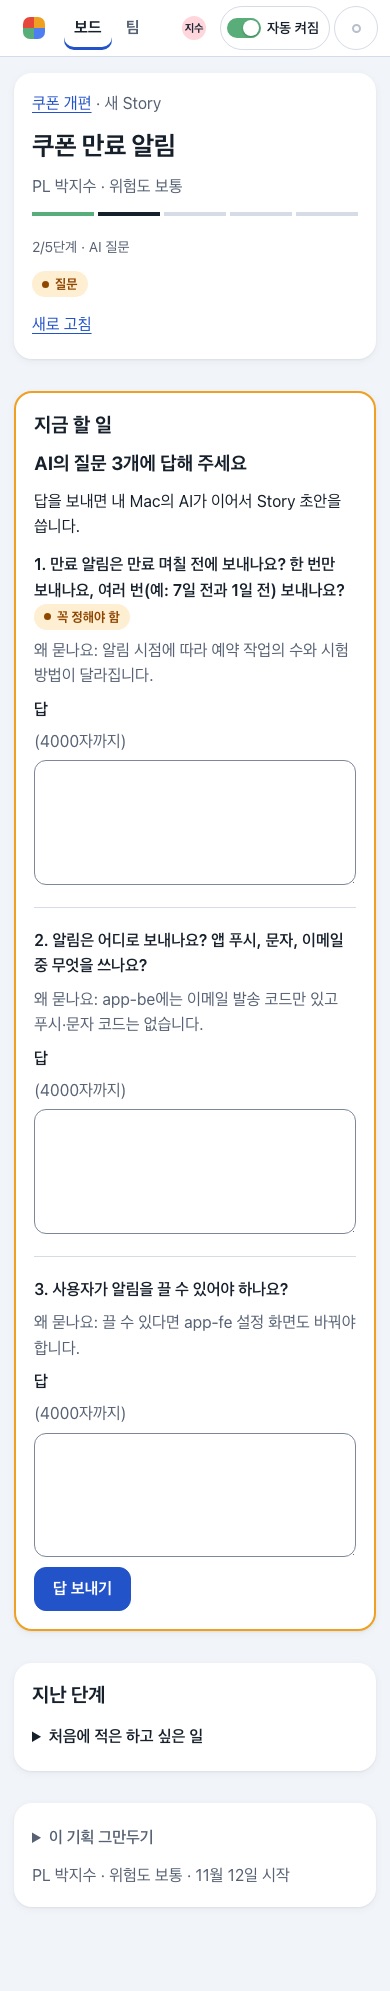 보드 팀 지수 자동 켜짐
쿠폰 개편 · 새 Story
쿠폰 만료 알림
PL 박지수 · 위험도 보통
2/5단계 · AI 질문
질문
새로 고침
지금 할 일
AI의 질문 3개에 답해 주세요
답을 보내면 내 Mac의 AI가 이어서 Story 초안을
씁니다.
1. 만료 알림은 만료 며칠 전에 보내나요? 한 번만
보내나요, 여러 번(예: 7일 전과 1일 전) 보내나요?
꼭 정해야 함
왜 묻나요: 알림 시점에 따라 예약 작업의 수와 시험
방법이 달라집니다.
답
(4000자까지)
2. 알림은 어디로 보내나요? 앱 푸시, 문자, 이메일
중 무엇을 쓰나요?
왜 묻나요: app-be에는 이메일 발송 코드만 있고
푸시·문자 코드는 없습니다.
답
(4000자까지)
3. 사용자가 알림을 끌 수 있어야 하나요?
왜 묻나요: 끌 수 있다면 app-fe 설정 화면도 바꿔야
합니다.
답
(4000자까지)
답 보내기
지난 단계
▶ 처음에 적은 하고 싶은 일
▶ 이 기획 그만두기
PL 박지수 · 위험도 보통 · 11월 12일 시작